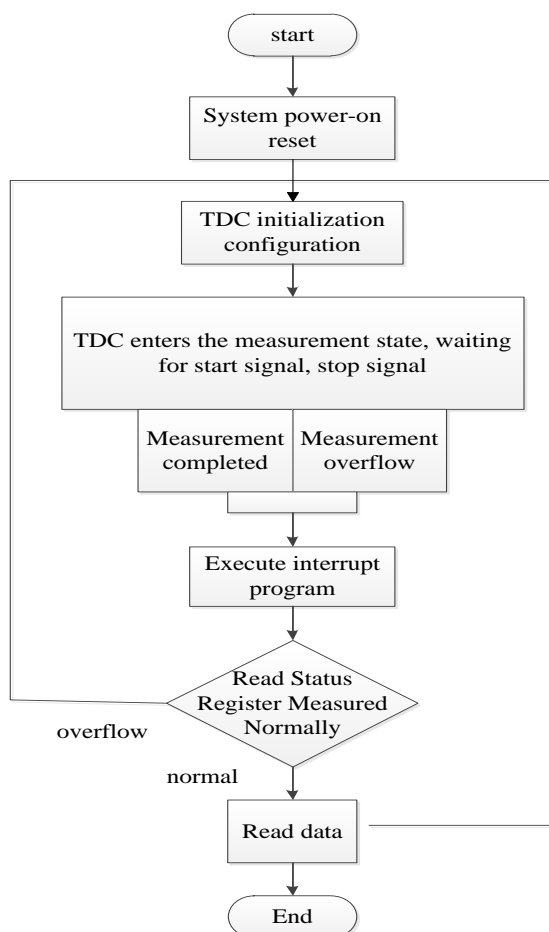 start
System power-on
reset
TDC initialization
configuration
TDC enters the measurement state, waiting
for start signal, stop signal
Measurement
completed
Measurement
overflow
Execute interrupt
program
Read Status
Register Measured
Normally
overflow
normal
Read data
End